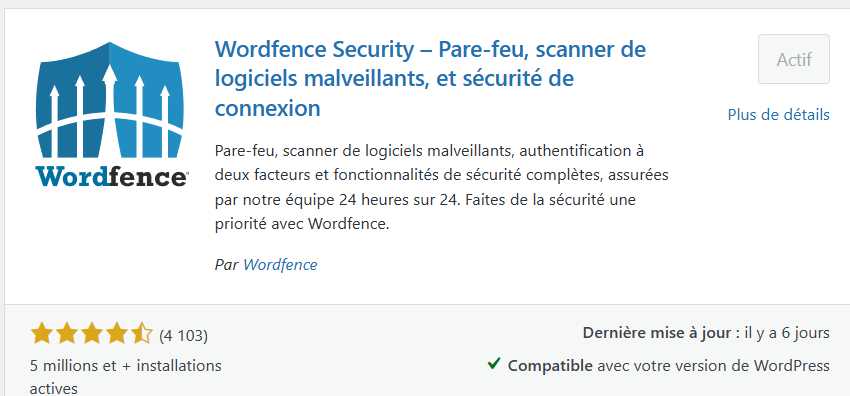 Wordfence Security – Pare-feu, scanner de
logiciels malveillants, et sécurité de
connexion
Actif
Plus de détails
Wordfence
Pare-feu, scanner de logiciels malveillants, authentification à
deux facteurs et fonctionnalités de sécurité complètes, assurées
par notre équipe 24 heures sur 24. Faites de la sécurité une
priorité avec Wordfence.
Par Wordfence
(4 103)
Dernière mise à jour : il y a 6 jours
5 millions et + installations
actives
Compatible avec votre version de WordPress